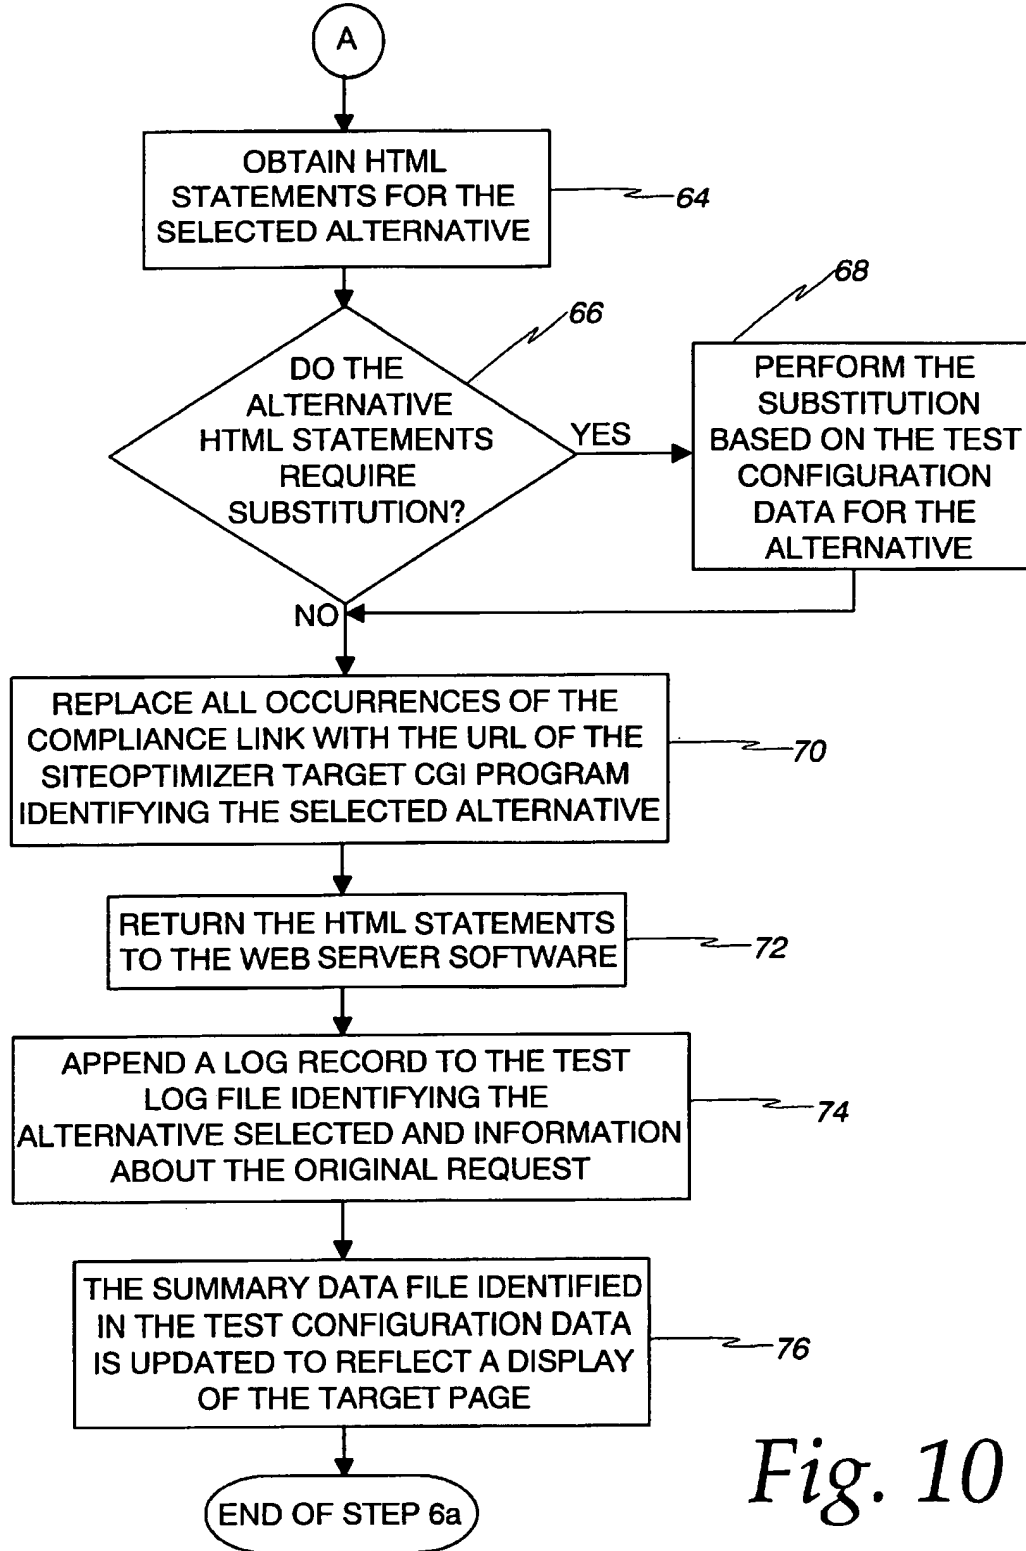 A
OBTAIN HTML
STATEMENTS FOR THE
SELECTED ALTERNATIVE
64
DO THE
ALTERNATIVE
HTML STATEMENTS
REQUIRE
SUBSTITUTION?
66
YES
68
PERFORM THE
SUBSTITUTION
BASED ON THE TEST
CONFIGURATION
DATA FOR THE
ALTERNATIVE
NO
REPLACE ALL OCCURRENCES OF THE
COMPLIANCE LINK WITH THE URL OF THE
SITEOPTIMIZER TARGET CGI PROGRAM
IDENTIFYING THE SELECTED ALTERNATIVE
70
RETURN THE HTML STATEMENTS
TO THE WEB SERVER SOFTWARE
72
APPEND A LOG RECORD TO THE TEST
LOG FILE IDENTIFYING THE
ALTERNATIVE SELECTED AND INFORMATION
ABOUT THE ORIGINAL REQUEST
74
THE SUMMARY DATA FILE IDENTIFIED
IN THE TEST CONFIGURATION DATA
IS UPDATED TO REFLECT A DISPLAY
OF THE TARGET PAGE
76
END OF STEP 6a
Fig. 10